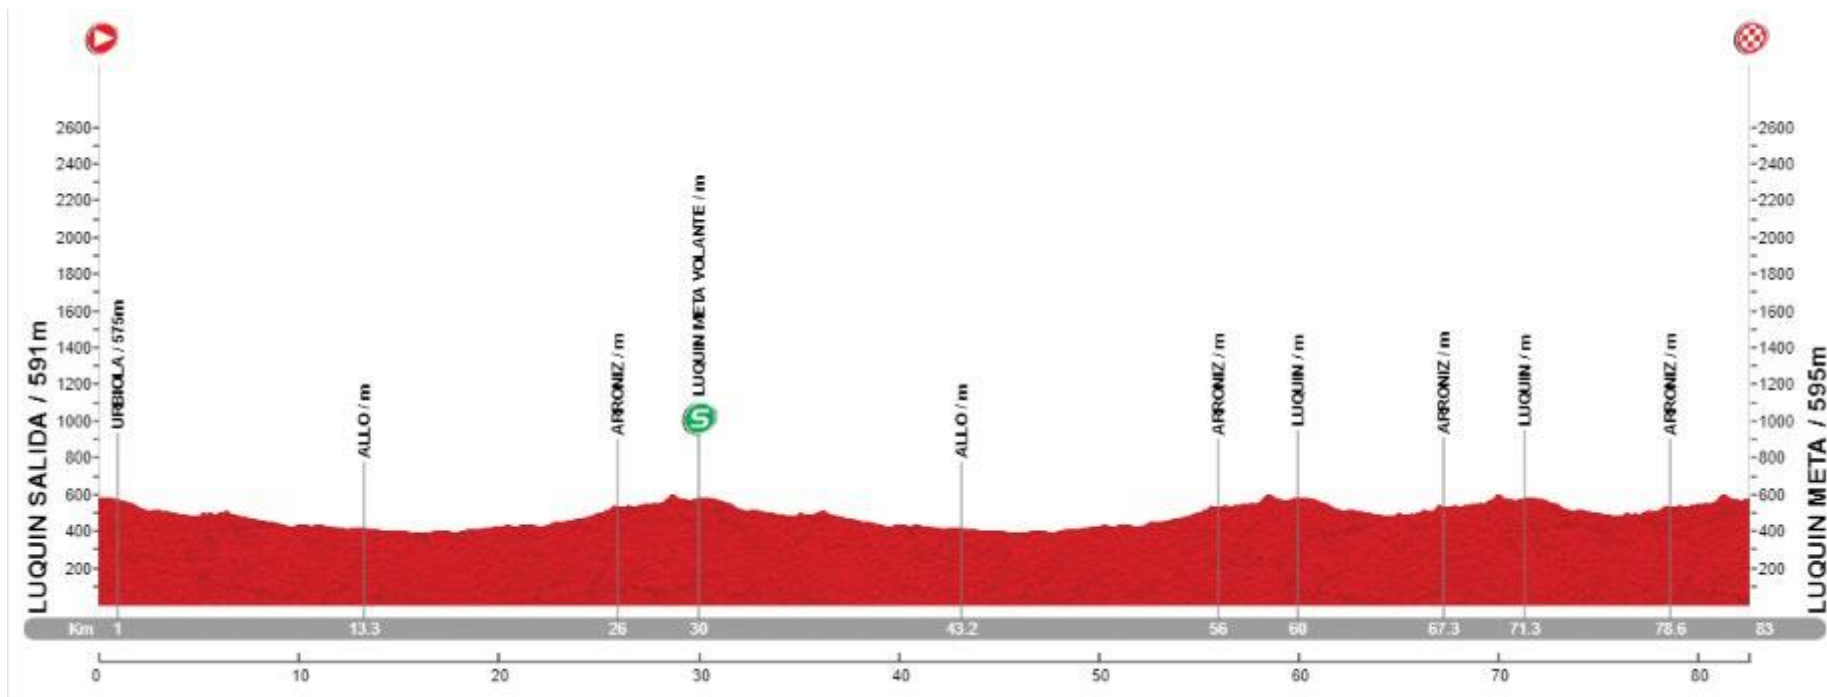 2600
2400
2200
2000
1800
1600
1400
1200
1000
800
600
400
200
LUQUIN SALIDA / 591m
URBIOLA / 575m
ALLO / m
ARRONIZ / m
LUQUIN META VOLANTE / m
S
ALLO / m
ARRONIZ / m
LUQUIN / m
ARRONIZ / m
LUQUIN / m
ARRONIZ / m
2600
2400
2200
2000
1800
1600
1400
1200
1000
800
600
400
200
LUQUIN META / 595m
Km 1 13.3 26 30 43.2 56 60 67.3 71.3 78.6 83
0 10 20 30 40 50 60 70 80